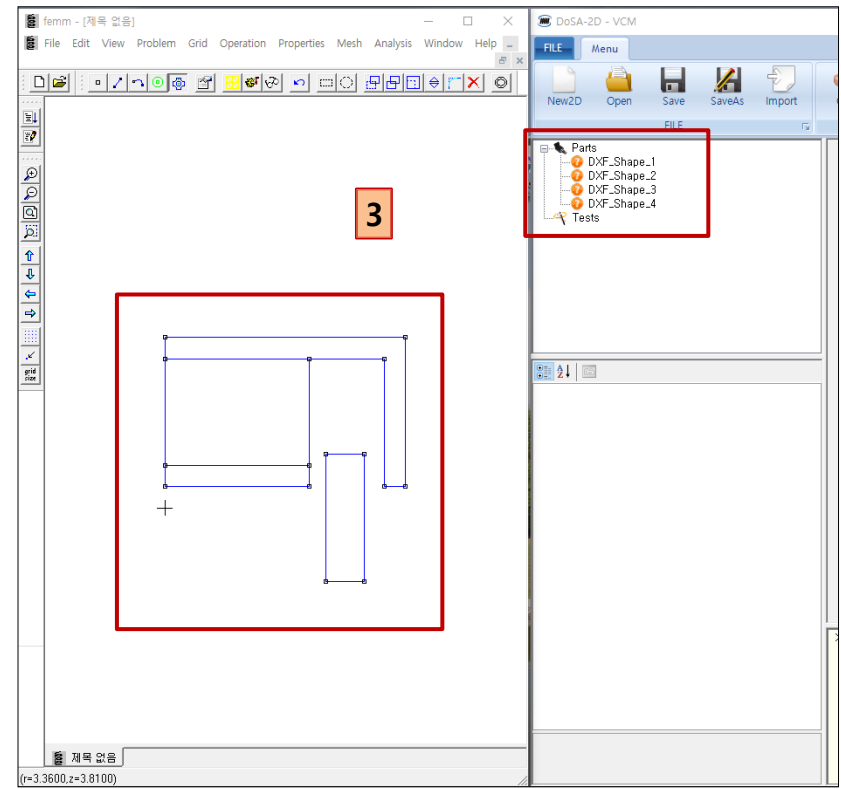 femm - [제목 없음]
File Edit View Problem Grid Operation Properties Mesh Analysis Window Help
grid
size
3
제목 없음
(r=3.3600,z=3.8100)
DoSA-2D - VCM
FILE Menu
New2D Open Save SaveAs Import
FILE
Parts
DXF_Shape_1
DXF_Shape_2
DXF_Shape_3
DXF_Shape_4
Tests